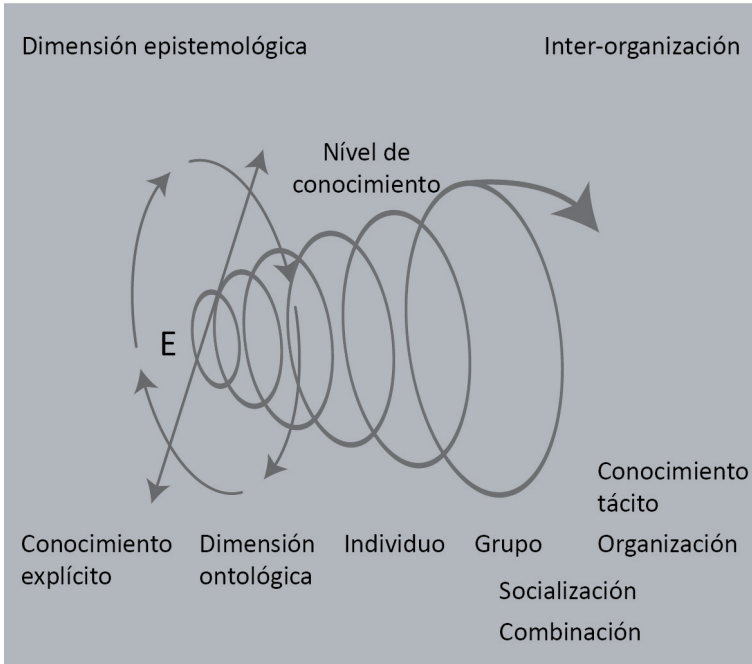 Dimensión epistemológica
Inter-organización
Nível de
conocimiento
E
Conocimiento
tácito
Conocimiento
explícito
Dimensión
ontológica
Individuo
Grupo
Organización
Socialización
Combinación